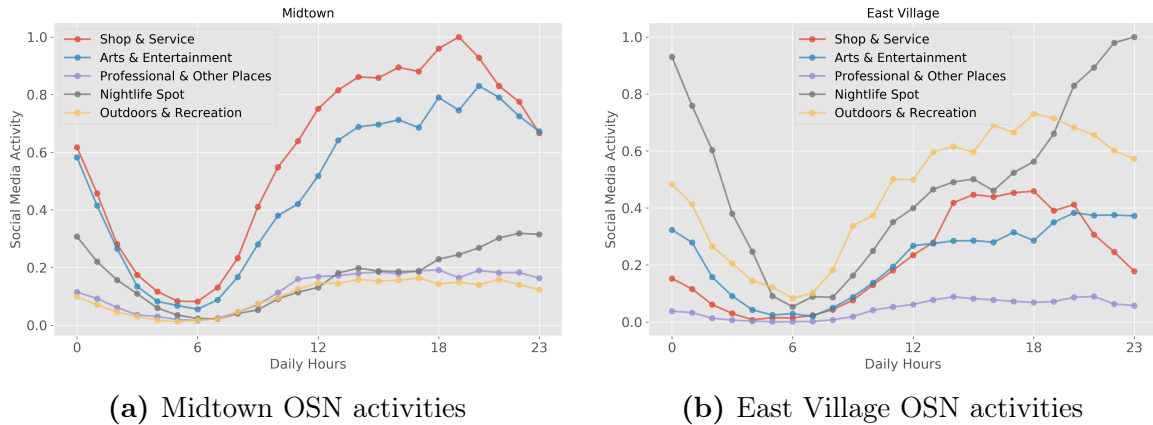 Midtown
Social Media Activity
1.0
0.8
0.6
0.4
0.2
0.0
Shop & Service
Arts & Entertainment
Professional & Other Places
Nightlife Spot
Outdoors & Recreation
0 6 12 18 23
Daily Hours
(a) Midtown OSN activities
East Village
Social Media Activity
1.0
0.8
0.6
0.4
0.2
0.0
Shop & Service
Arts & Entertainment
Professional & Other Places
Nightlife Spot
Outdoors & Recreation
0 6 12 18 23
Daily Hours
(b) East Village OSN activities